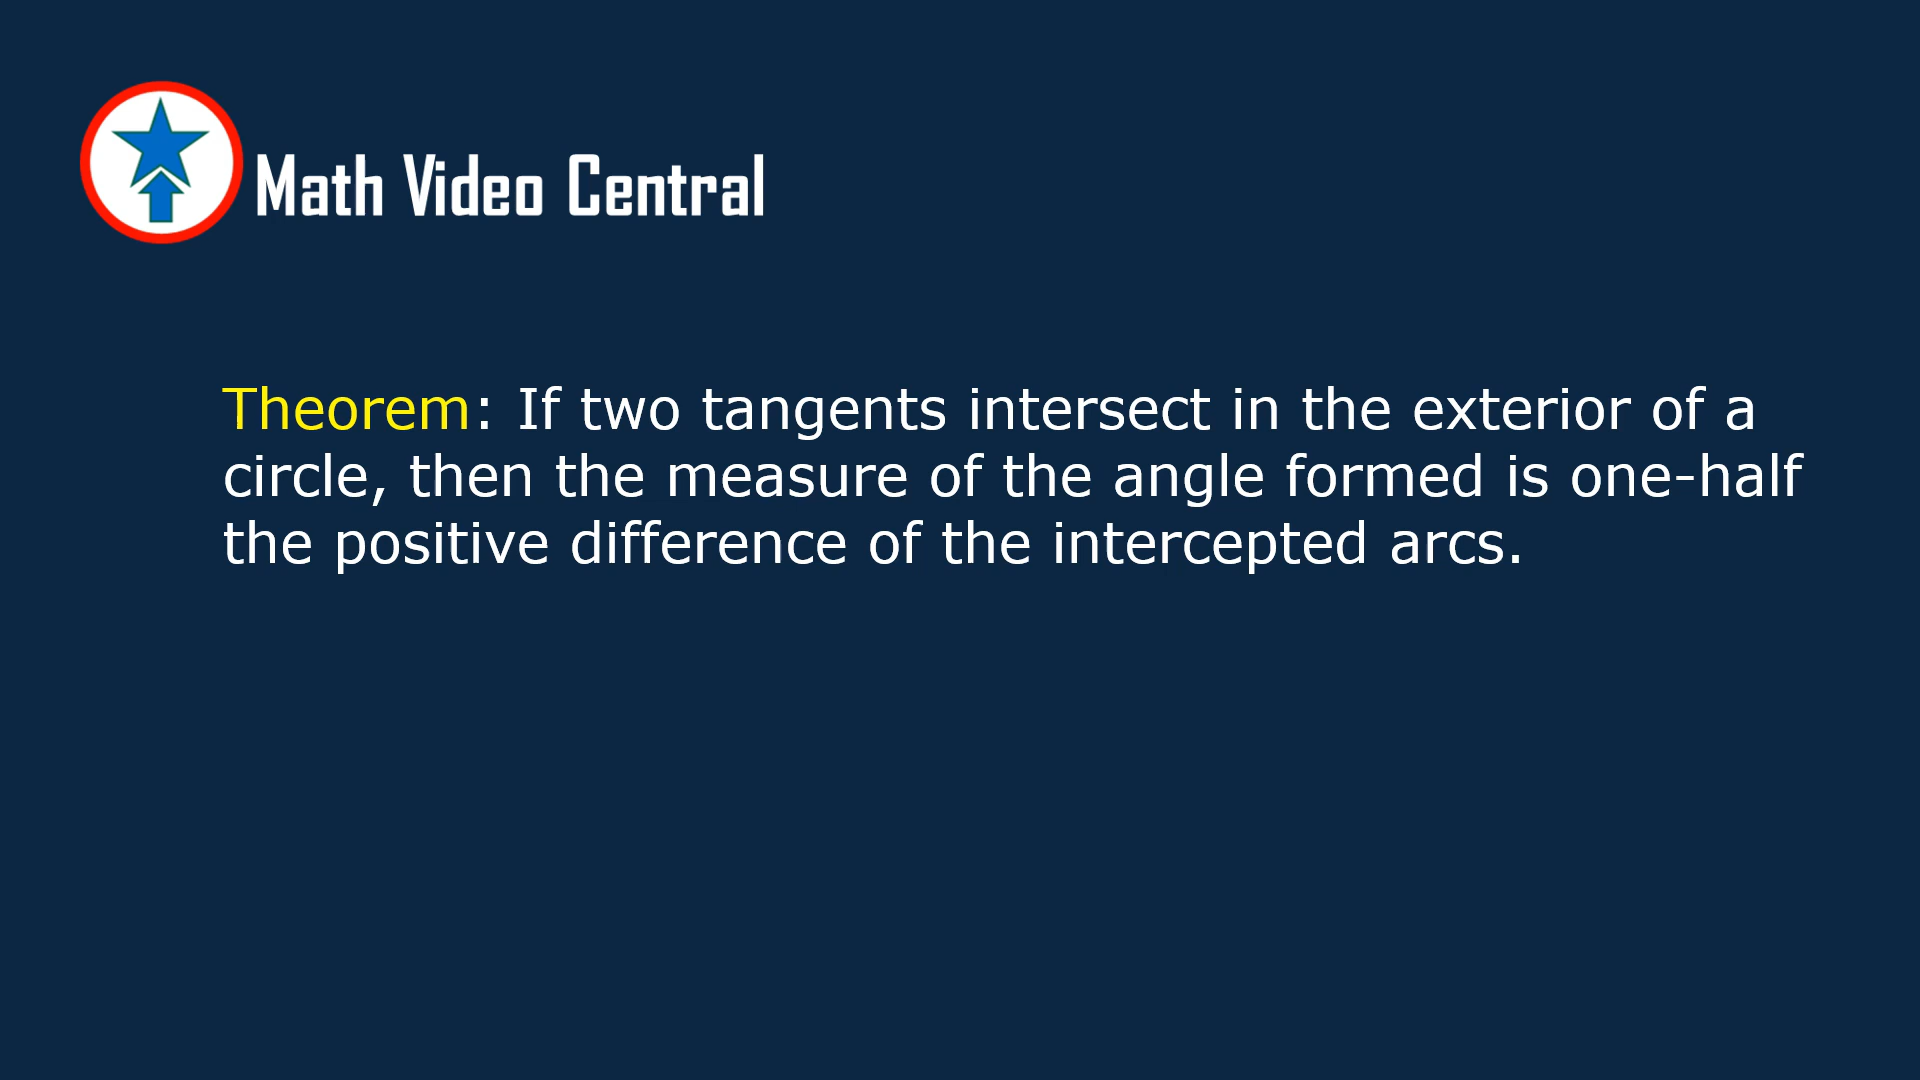 Math Video Central
Theorem: If two tangents intersect in the exterior of a
circle, then the measure of the angle formed is one-half
the positive difference of the intercepted arcs.